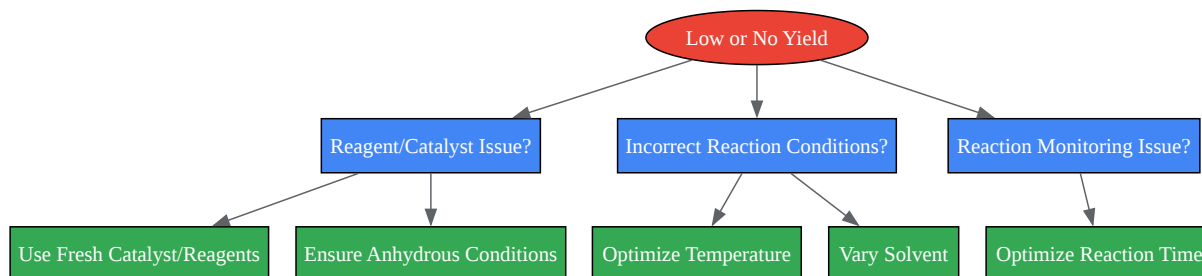 Low or No Yield
Reagent/Catalyst Issue?
Incorrect Reaction Conditions?
Reaction Monitoring Issue?
Use Fresh Catalyst/Reagents
Ensure Anhydrous Conditions
Optimize Temperature
Vary Solvent
Optimize Reaction Time